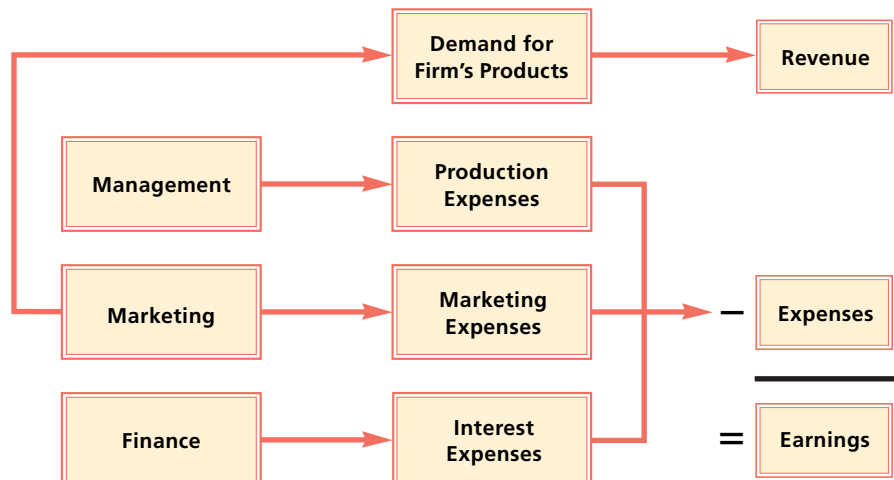 Demand for
Firm's Products
Revenue
Management
Production
Expenses
Marketing
Marketing
Expenses
– Expenses
Finance
Interest
Expenses
= Earnings